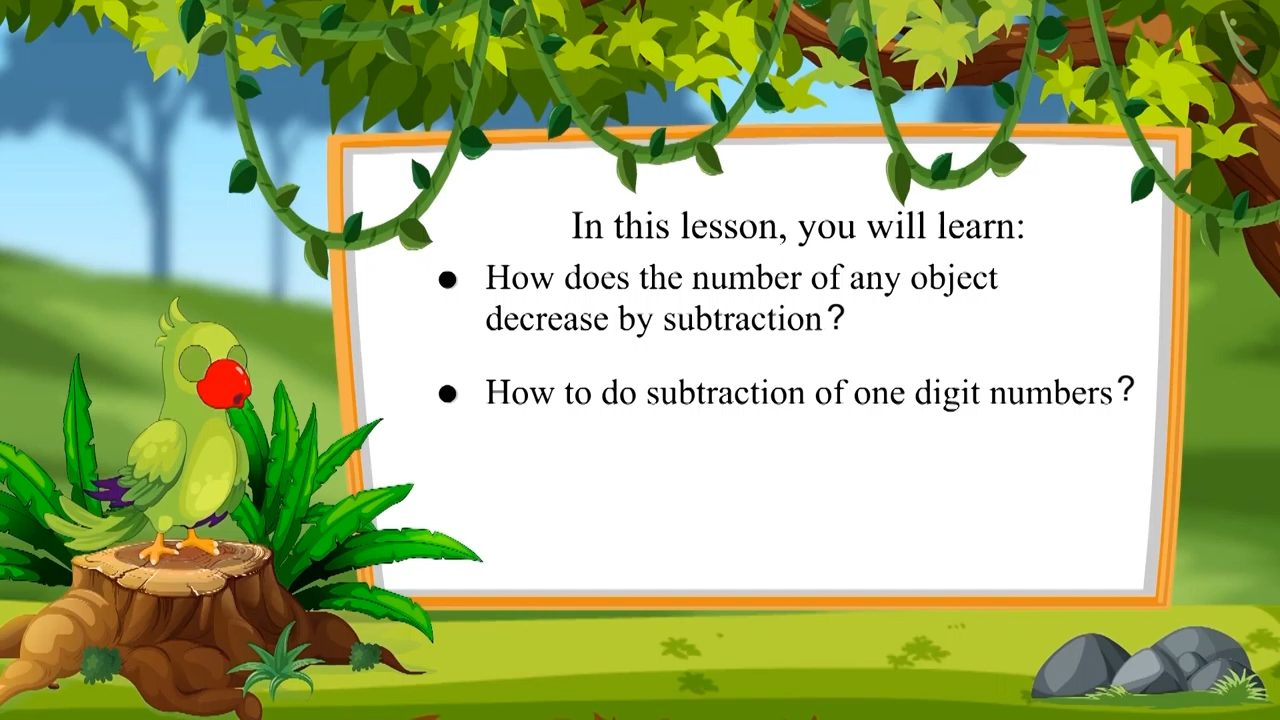 In this lesson, you will learn:
● How does the number of any object
decrease by subtraction?
● How to do subtraction of one digit numbers?